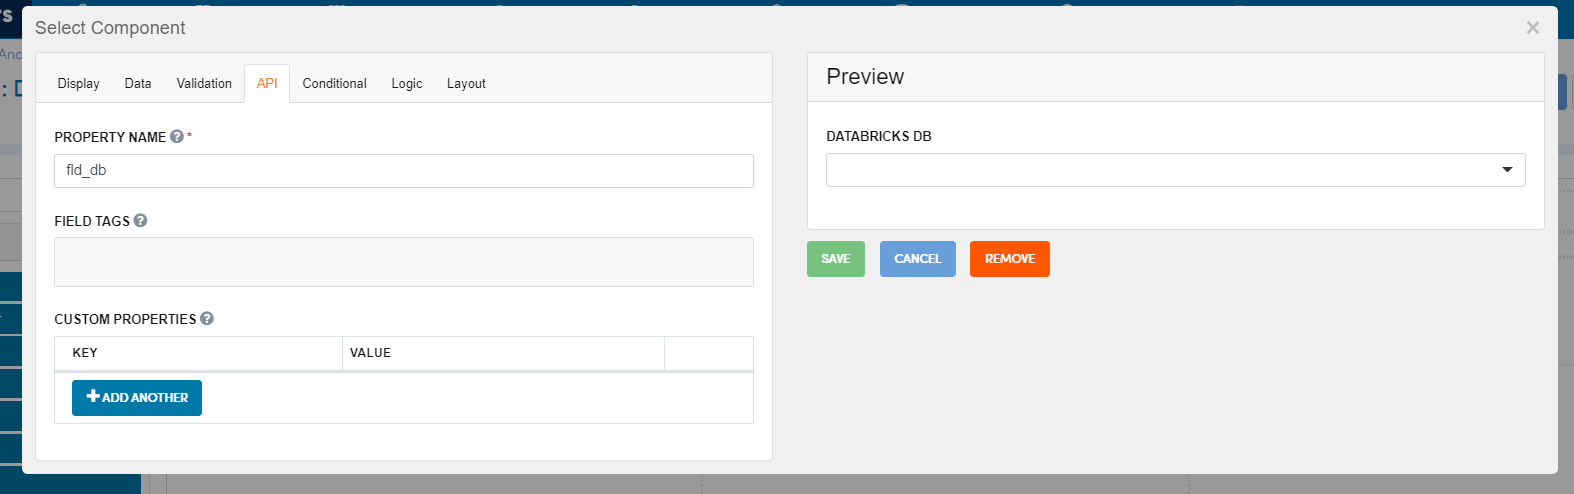 Select Component
×
Display Data Validation API Conditional Logic Layout
PROPERTY NAME ? *
fld_db
FIELD TAGS ?
CUSTOM PROPERTIES ?
KEY VALUE
+ ADD ANOTHER
Preview
DATABRICKS DB
SAVE CANCEL REMOVE